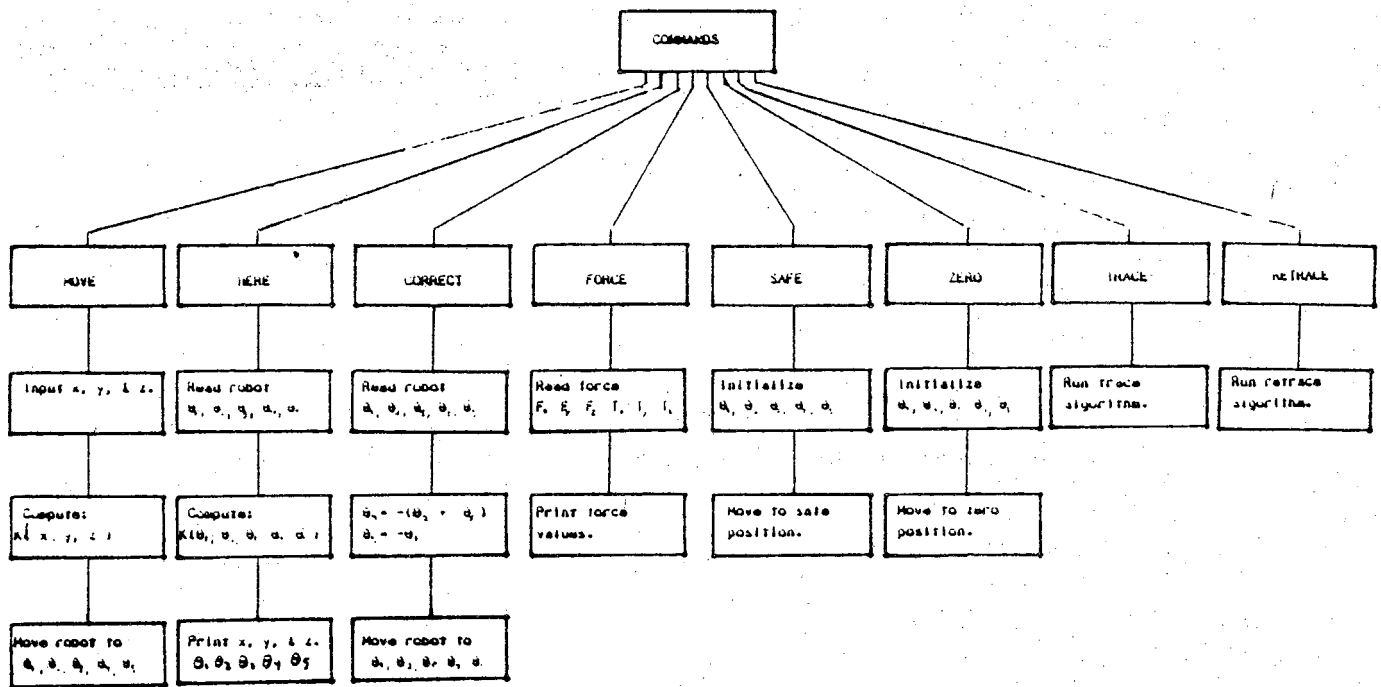 COMMANDS
MOVE
HERE
CORRECT
FORCE
SAFE
ZERO
TRACE
RETRACE
Input x, y, & z.
Read robot
Read robot
Read force
Initialize
Initialize
Run trace
algorithm.
Run retrace
algorithm.
Compute:
K( x, y, z )
Compute:
Print force
values.
Move to safe
position.
Move to zero
position.
Move robot to
Print x, y, & z.
θ₁ θ₂ θ₃ θ₄ θ₅
Move robot to